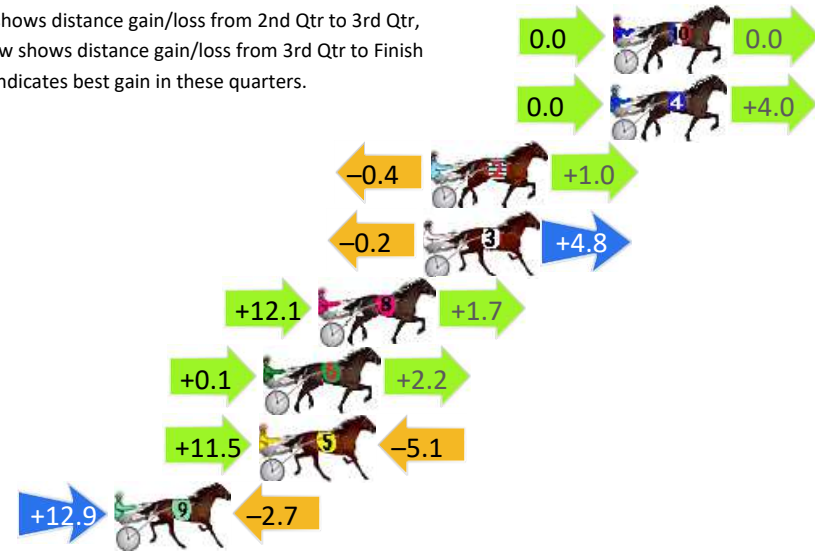 hows distance gain/loss from 2nd Qtr to 3rd Qtr,
w shows distance gain/loss from 3rd Qtr to Finish
ndicates best gain in these quarters.
0.0 10 0.0
0.0 4 +4.0
–0.4 +1.0
–0.2 3 +4.8
+12.1 8 +1.7
+0.1 +2.2
+11.5 5 –5.1
+12.9 9 –2.7